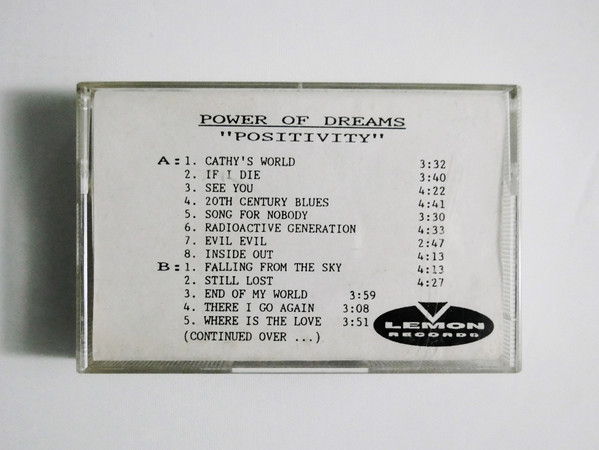 POWER OF DREAMS
"POSITIVITY"
A: 1. CATHY'S WORLD 3:32
2. IF I DIE 3:40
3. SEE YOU 4:22
4. 20TH CENTURY BLUES 4:41
5. SONG FOR NOBODY 3:30
6. RADIOACTIVE GENERATION 4:33
7. EVIL EVIL 2:47
8. INSIDE OUT 4:13
B: 1. FALLING FROM THE SKY 4:13
2. STILL LOST 4:27
3. END OF MY WORLD 3:59
4. THERE I GO AGAIN 3:08
5. WHERE IS THE LOVE 3:51
(CONTINUED OVER ...)
LEMON
RECORDS